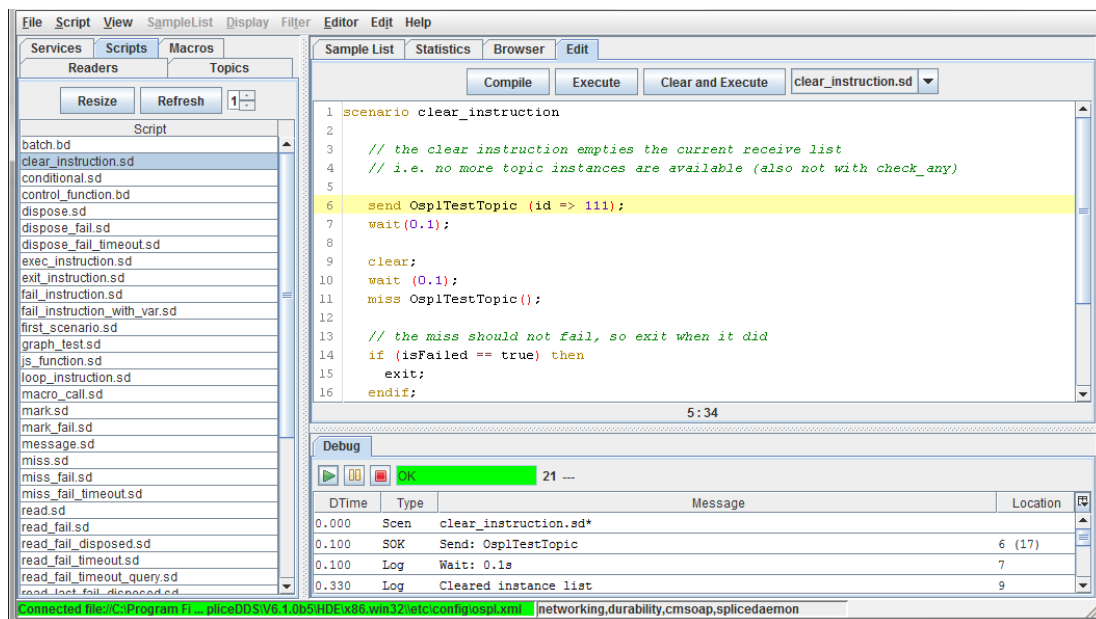 File Script View SampleList Display Filter Editor Edit Help
Services Scripts Macros
Readers Topics
Resize Refresh 1
Script
batch.bd
clear_instruction.sd
conditional.sd
control_function.bd
dispose.sd
dispose_fail.sd
dispose_fail_timeout.sd
exec_instruction.sd
exit_instruction.sd
fail_instruction.sd
fail_instruction_with_var.sd
first_scenario.sd
graph_test.sd
js_function.sd
loop_instruction.sd
macro_call.sd
mark.sd
mark_fail.sd
message.sd
miss.sd
miss_fail.sd
miss_fail_timeout.sd
read.sd
read_fail.sd
read_fail_disposed.sd
read_fail_timeout.sd
read_fail_timeout_query.sd
read_last_fail_disposed.sd
Sample List Statistics Browser Edit
Compile Execute Clear and Execute clear_instruction.sd
1 scenario clear_instruction
2
3 // the clear instruction empties the current receive list
4 // i.e. no more topic instances are available (also not with check_any)
5
6 send OsplTestTopic (id => 111);
7 wait(0.1);
8
9 clear;
10 wait (0.1);
11 miss OsplTestTopic();
12
13 // the miss should not fail, so exit when it did
14 if (isFailed == true) then
15 exit;
16 endif;
5:34
Debug
OK 21 ---
DTime Type Message Location
0.000 Scen clear_instruction.sd*
0.100 SOK Send: OsplTestTopic 6 (17)
0.100 Log Wait: 0.1s 7
0.330 Log Cleared instance list 9
Connected file://C:\Program Fi ... pliceDDS\V6.1.0b5\HDE\x86.win32\etc\config\ospl.xml networking,durability,cmsoap,splicedaemon